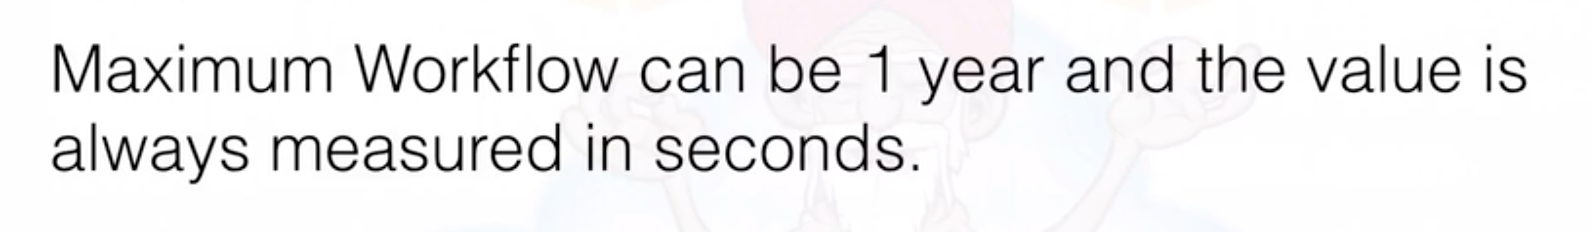 Maximum Workflow can be 1 year and the value is
always measured in seconds.